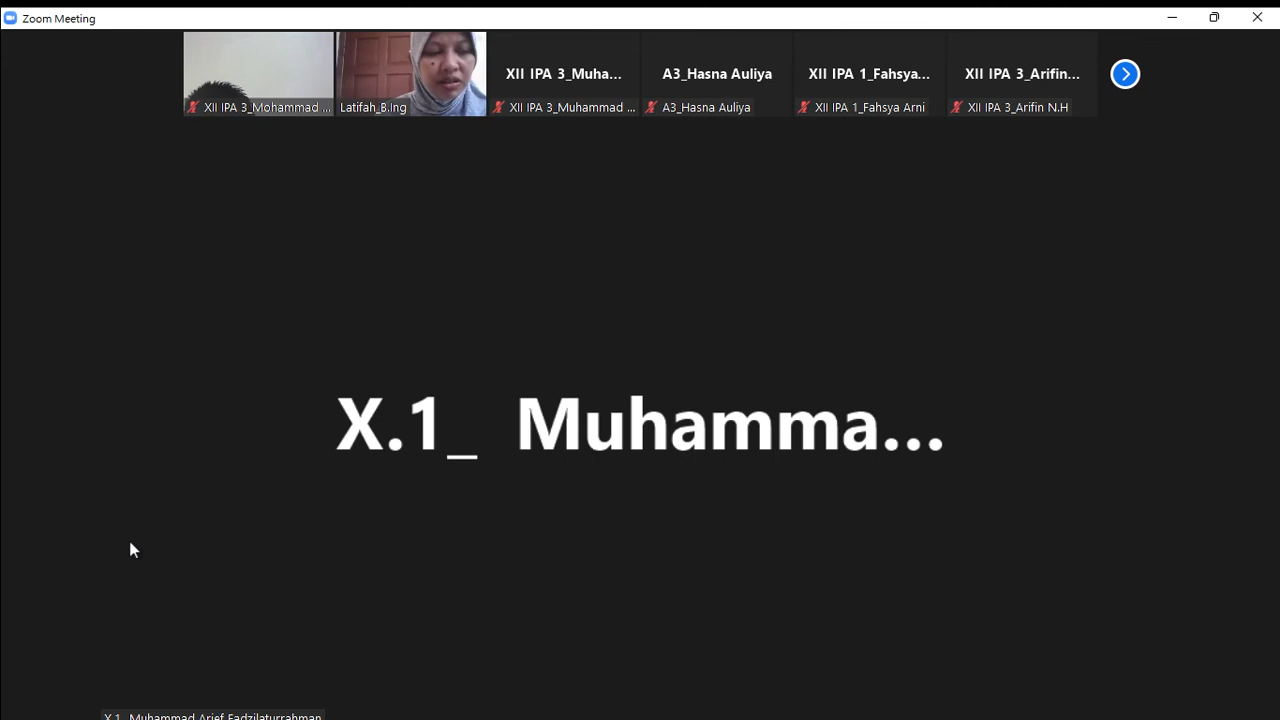 Zoom Meeting
XII IPA 3_Muha...
A3_Hasna Auliya
XII IPA 1_Fahsya...
XII IPA 3_Arifin...
XII IPA 3_Mohammad ...
Latifah_B.Ing
XII IPA 3_Muhammad ...
A3_Hasna Auliya
XII IPA 1_Fahsya Arni
XII IPA 3_Arifin N.H
X.1_ Muhamma...
X.1_ Muhammad Arief Fadzilaturrahman